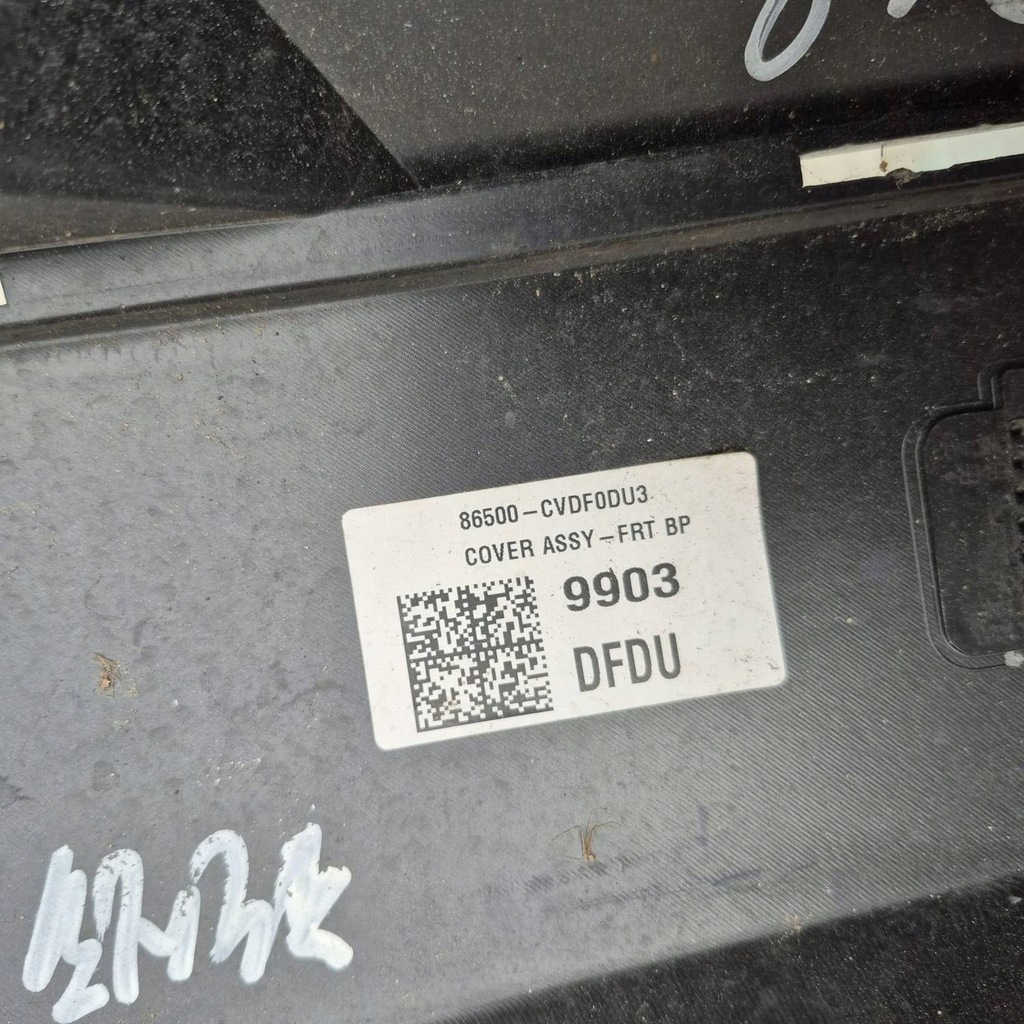 86500-CVDF0DU3
COVER ASSY-FRT BP
9903
DFDU